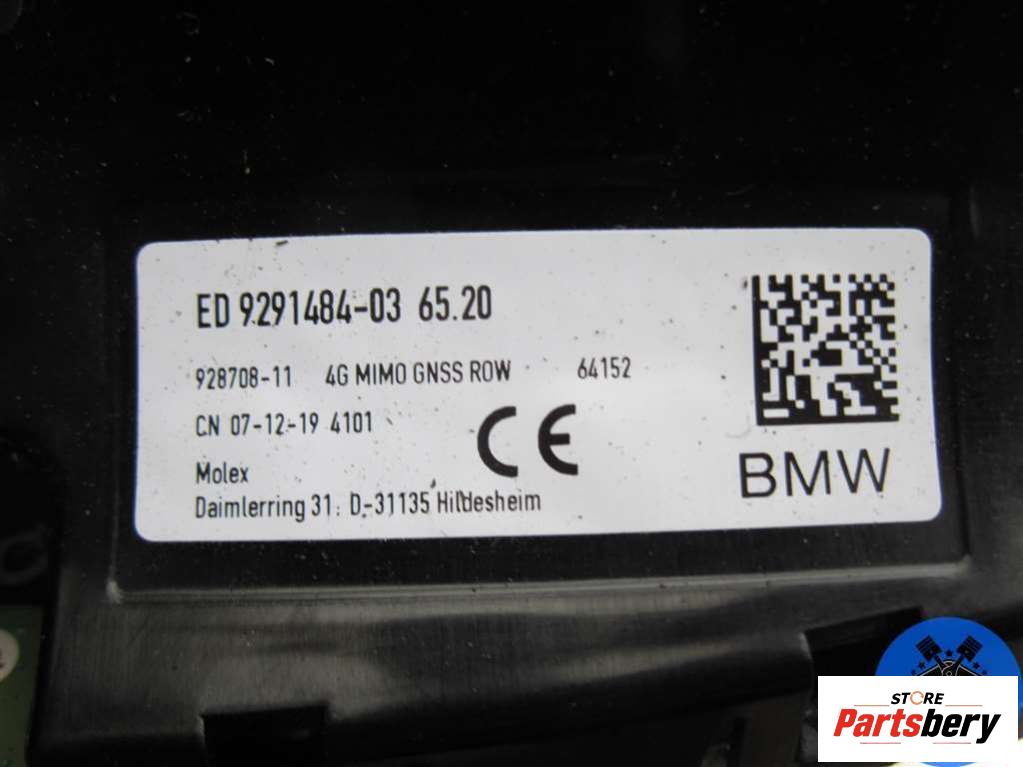 ED 9291484-03 65.20
928708-11 4G MIMO GNSS ROW 64152
CN 07-12-19 4101
CE
Molex
Daimlerring 31, D-31135 Hildesheim
BMW
STORE
Partsbery